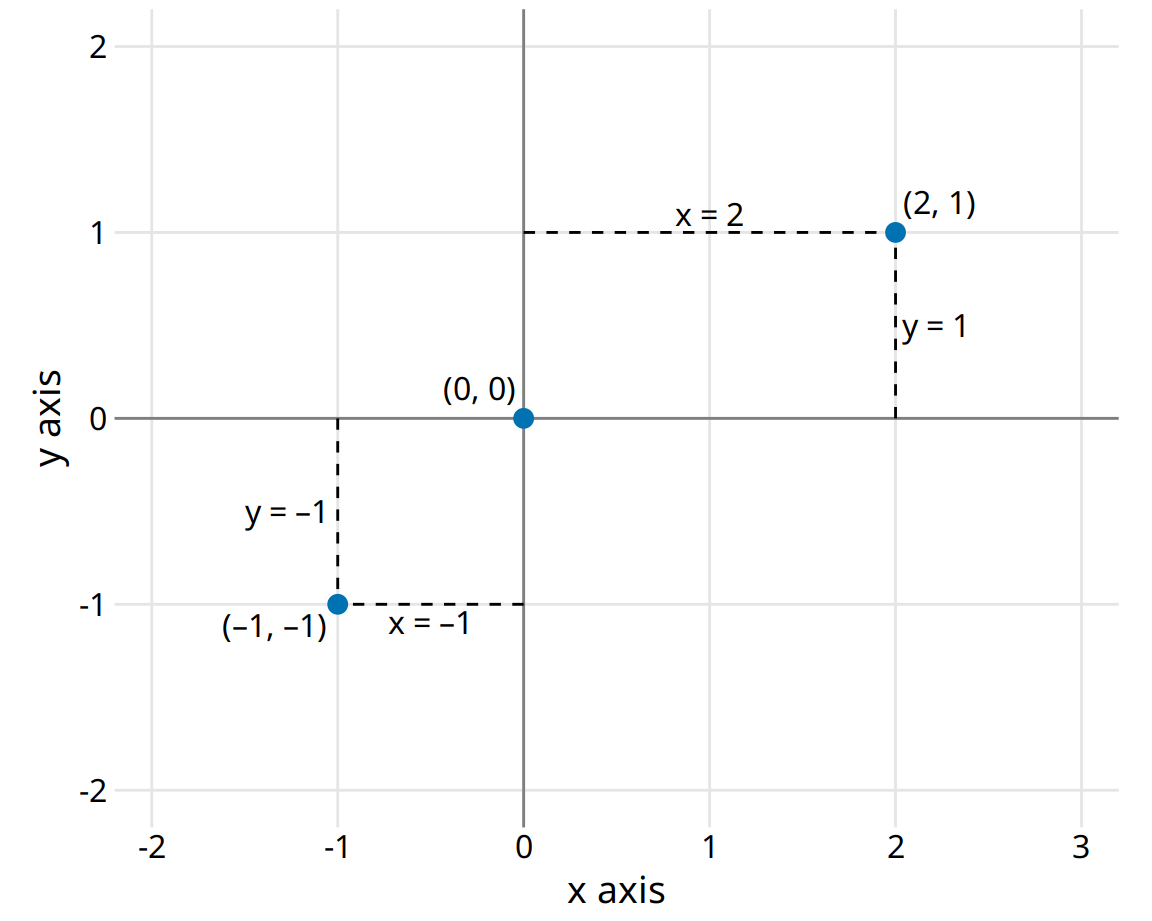 2
(2, 1)
x = 2
1
y = 1
(0, 0)
y axis
0
y = –1
-1
(–1, –1)
x = –1
-2
-2
-1
0
1
2
3
x axis